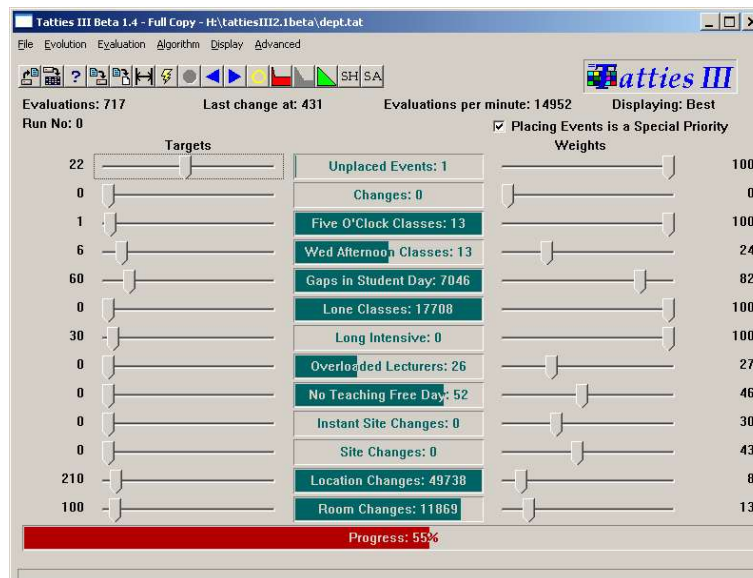 Tatties III Beta 1.4 - Full Copy - H:\tattiesIII2.1beta\dept.tat
File Evolution Evaluation Algorithm Display Advanced
? SH SA
Tatties III
Evaluations: 717 Last change at: 431 Evaluations per minute: 14952 Displaying: Best
Run No: 0 Placing Events is a Special Priority
Targets Weights
22 Unplaced Events: 1 100
0 Changes: 0 0
1 Five O'Clock Classes: 13 100
6 Wed Afternoon Classes: 13 24
60 Gaps in Student Day: 7046 82
0 Lone Classes: 17708 100
30 Long Intensive: 0 100
0 Overloaded Lecturers: 26 27
0 No Teaching Free Day: 52 46
0 Instant Site Changes: 0 30
0 Site Changes: 0 43
210 Location Changes: 49738 8
100 Room Changes: 11869 13
Progress: 55%